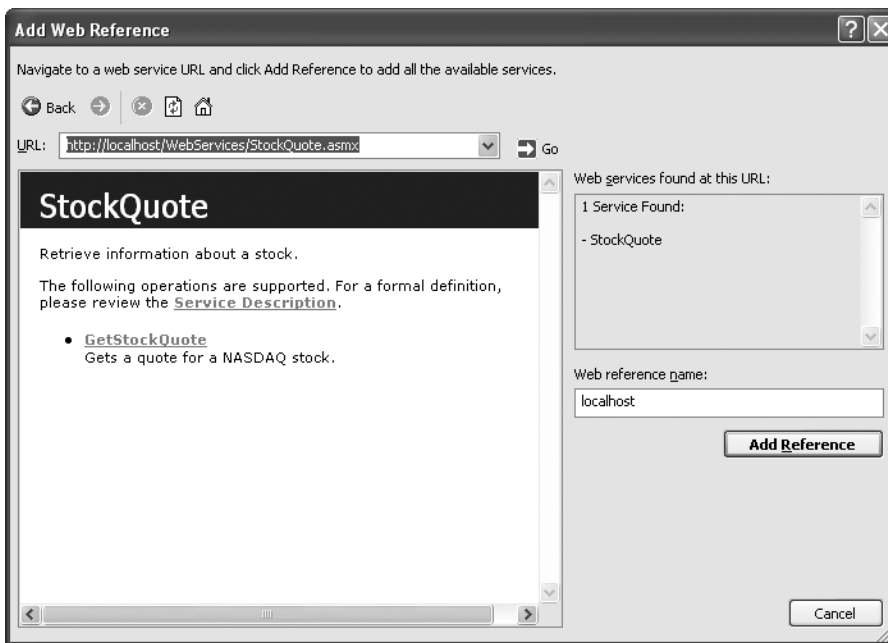 Add Web Reference
Navigate to a web service URL and click Add Reference to add all the available services.
Back
URL: http://localhost/WebServices/StockQuote.asmx Go
StockQuote
Retrieve information about a stock.
The following operations are supported. For a formal definition,
please review the Service Description.
• GetStockQuote
Gets a quote for a NASDAQ stock.
Web services found at this URL:
1 Service Found:
- StockQuote
Web reference name:
localhost
Add Reference
Cancel